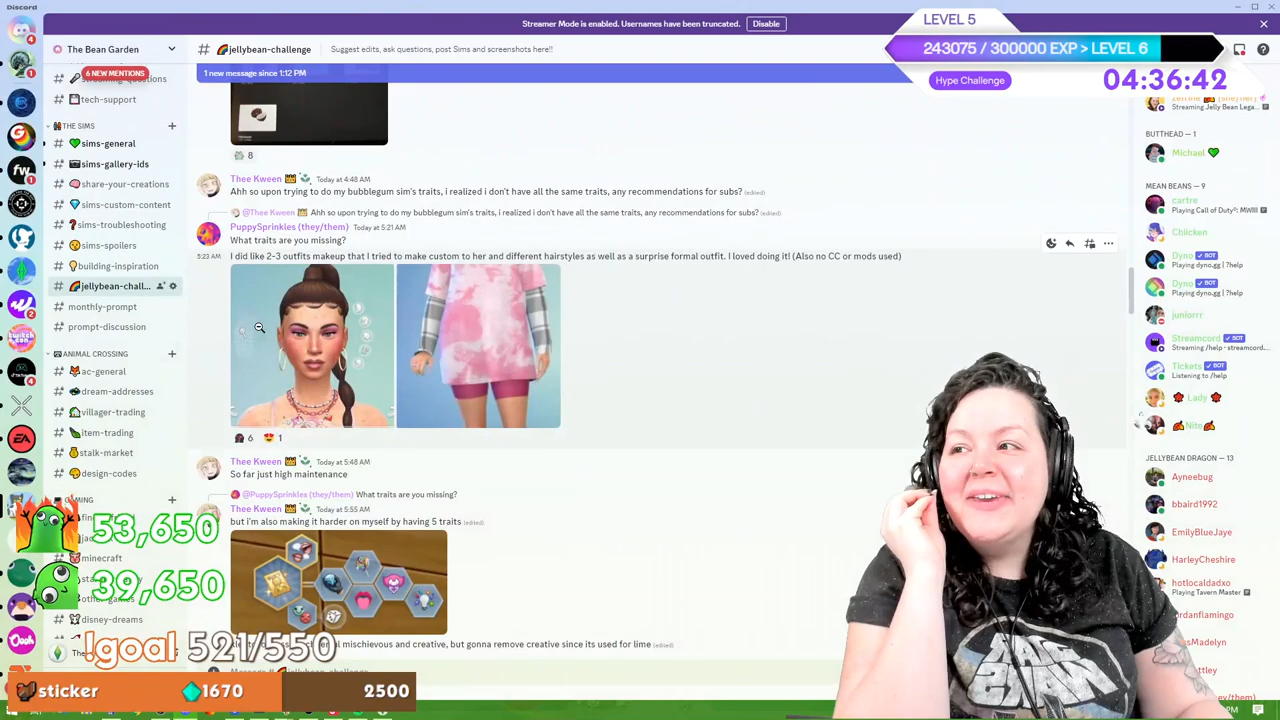 Discord
Streamer Mode is enabled. Usernames have been truncated.
Disable
LEVEL 5
243075 / 300000 EXP > LEVEL 6
Hype Challenge
04:36:42
The Bean Garden
6 NEW MENTIONS
# tech-support
THE SIMS
# sims-general
# sims-gallery-ids
# share-your-creations
# sims-custom-content
# sims-troubleshooting
# sims-spoilers
# building-inspiration
# jellybean-chall...
# monthly-prompt
# prompt-discussion
ANIMAL CROSSING
# ac-general
# dream-addresses
# villager-trading
# item-trading
# stalk-market
# design-codes
# minecraft
# disney-dreams
53,650
39,650
!goal 521/550
sticker
1670
2500
# jellybean-challenge
Suggest edits, ask questions, post Sims and screenshots here!!
1 new message since 1:12 PM
8
Thee Kween Today at 4:48 AM
Ahh so upon trying to do my bubblegum sim's traits, i realized i don't have all the same traits, any recommendations for subs? (edited)
@Thee Kween Ahh so upon trying to do my bubblegum sim's traits, i realized i don't have all the same traits, any recommendations for subs? (edited)
PuppySprinkles (they/them) Today at 5:21 AM
What traits are you missing?
5:23 AM I did like 2-3 outfits makeup that I tried to make custom to her and different hairstyles as well as a surprise formal outfit. I loved doing it! (Also no CC or mods used)
6 1
Thee Kween Today at 5:48 AM
So far just high maintenance
@PuppySprinkles (they/them) What traits are you missing?
Thee Kween Today at 5:55 AM
but i'm also making it harder on myself by having 5 traits (edited)
mischievous and creative, but gonna remove creative since its used for lime (edited)
BUTTHEAD — 1
Michael
MEAN BEANS — 9
cartre
Playing Call of Duty®: MWIII
Chiicken
Dyno BOT
Playing dyno.gg | ?help
Dyno BOT
Playing dyno.gg | ?help
juniorrr
Streamcord BOT
Streaming /help · streamcord...
Tickets BOT
Listening to /help
Lady
Nite
JELLYBEAN DRAGON — 13
Ayneebug
bbaird1992
EmilyBlueJaye
HarleyCheshire
hotlocaldadxo
Playing Tavern Master